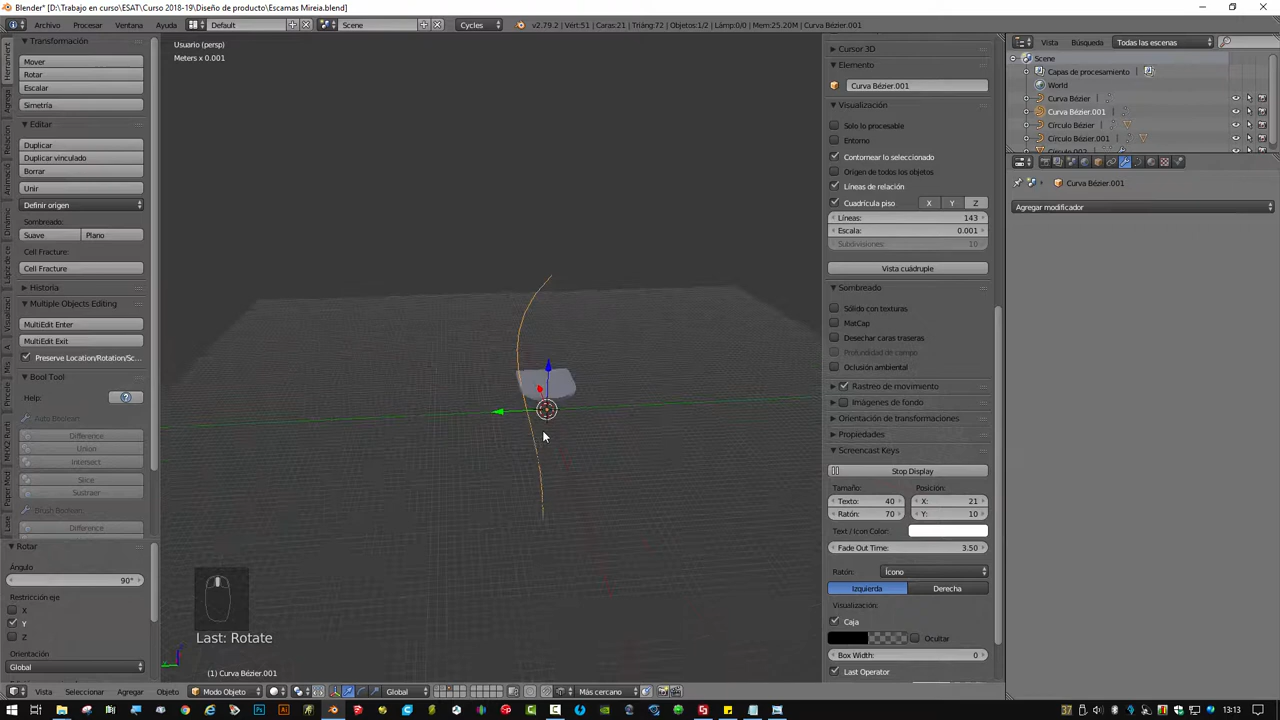 Blender* [D:\Trabajo en curso\ESAT\Curso 2018-19\Diseño de producto\Escamas Mireia.blend]
Archivo Procesar Ventana Ayuda Default Scene Cycles v2.79.2 | Vért:51 | Caras:21 | Triáng:72 | Objetos:1/2 | Lámp:0/0 | Mem:25.20M | Curva Bézier.001
Vista Búsqueda Todas las escenas
Transformación
Mover
Rotar
Escalar
Simetría
Editar
Duplicar
Duplicar vinculado
Borrar
Unir
Definir origen
Sombreado:
Suave Plano
Cell Fracture:
Cell Fracture
Historia
Multiple Objects Editing
MultiEdit Enter
MultiEdit Exit
Preserve Location/Rotation/Sc...
Bool Tool
Help:
Auto Boolean
Difference
Union
Intersect
Slice
Sustraer
Brush Boolean
Difference
Rotar
Ángulo
90°
Restricción eje
X
Y
Z
Orientación
Global
Usuario (persp)
Meters x 0.001
Last: Rotate
(1) Curva Bézier.001
Vista Seleccionar Agregar Objeto Modo Objeto Global Más cercano
Cursor 3D
Elemento
Curva Bézier.001
Visualización
Solo lo procesable
Entorno
Contornear lo seleccionado
Origen de todos los objetos
Líneas de relación
Cuadrícula piso X Y Z
Líneas: 143
Escala: 0.001
Subdivisiones: 10
Vista cuádruple
Sombreado
Sólido con texturas
MatCap
Desechar caras traseras
Profundidad de campo
Oclusión ambiental
Rastreo de movimiento
Imágenes de fondo
Orientación de transformaciones
Propiedades
Screencast Keys
Stop Display
Tamaño: Posición:
Texto: 40 X: 21
Ratón: 70 Y: 10
Text / Icon Color:
Fade Out Time: 3.50
Ratón: Ícono
Izquierda Derecha
Visualización:
Caja
Ocultar
Box Width: 0
Last Operator
Scene
Capas de procesamiento
World
Curva Bézier
Curva Bézier.001
Círculo Bézier
Círculo Bézier.001
Círculo.003
Curva Bézier.001
Agregar modificador
13:13